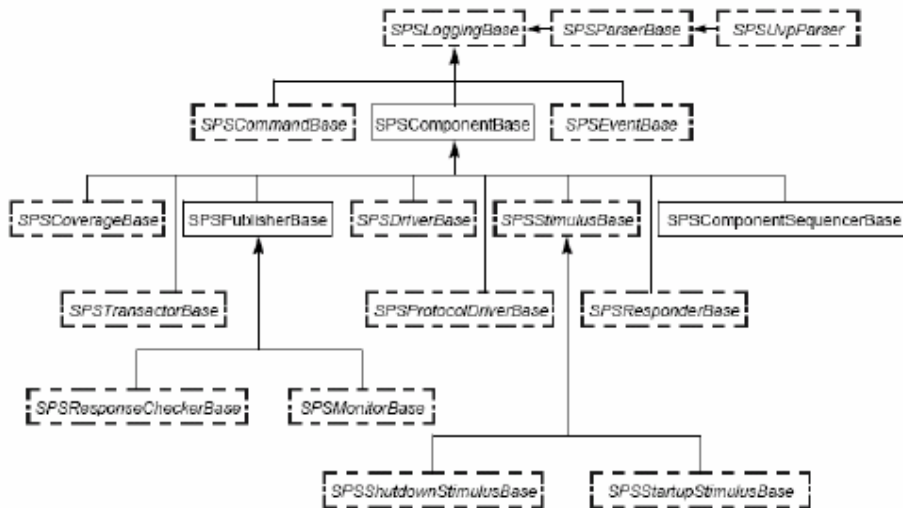 SPSLoggingBase
SPSParserBase
SPSUvpParser
SPSCommandBase
SPSComponentBase
SPSEventBase
SPSCoverageBase
SPSPublisherBase
SPSDriverBase
SPSStimulusBase
SPSComponentSequencerBase
SPSTransactorBase
SPSProtocolDriverBase
SPSResponderBase
SPSResponseCheckerBase
SPSMonitorBase
SPSShutdownStimulusBase
SPSStartupStimulusBase